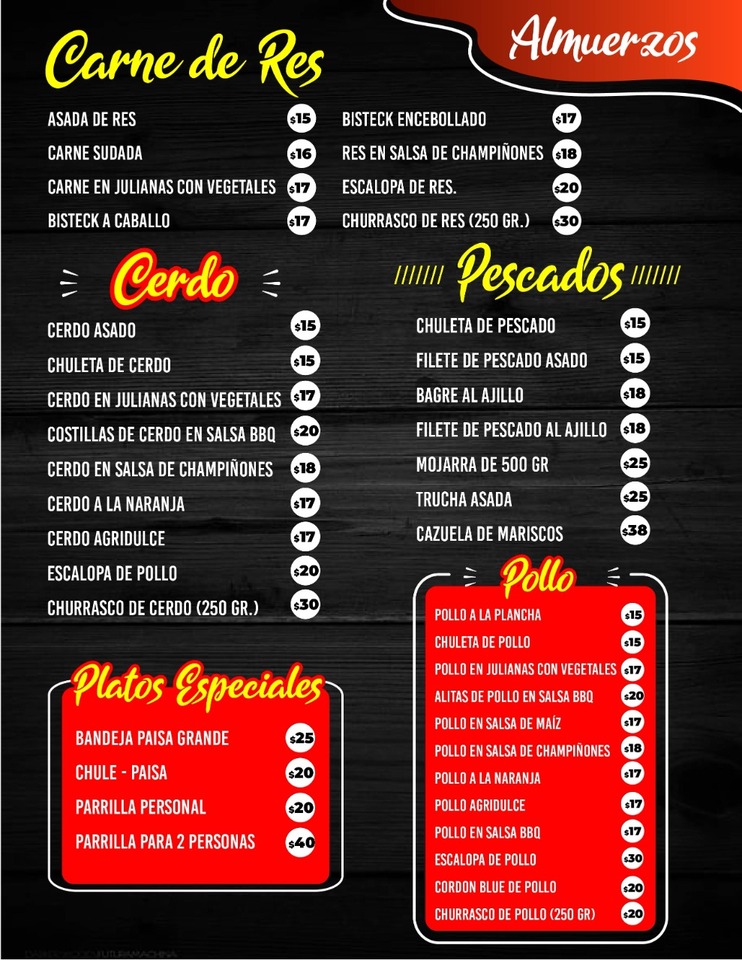 Almuerzos
Carne de Res
ASADA DE RES $15
CARNE SUDADA $16
CARNE EN JULIANAS CON VEGETALES $17
BISTECK A CABALLO $17
BISTECK ENCEBOLLADO $17
RES EN SALSA DE CHAMPIÑONES $18
ESCALOPA DE RES. $20
CHURRASCO DE RES (250 GR.) $30
Cerdo
CERDO ASADO $15
CHULETA DE CERDO $15
CERDO EN JULIANAS CON VEGETALES $17
COSTILLAS DE CERDO EN SALSA BBQ $20
CERDO EN SALSA DE CHAMPIÑONES $18
CERDO A LA NARANJA $17
CERDO AGRIDULCE $17
ESCALOPA DE POLLO $20
CHURRASCO DE CERDO (250 GR.) $30
Pescados
CHULETA DE PESCADO $15
FILETE DE PESCADO ASADO $15
BAGRE AL AJILLO $18
FILETE DE PESCADO AL AJILLO $18
MOJARRA DE 500 GR $25
TRUCHA ASADA $25
CAZUELA DE MARISCOS $38
Platos Especiales
BANDEJA PAISA GRANDE $25
CHULE - PAISA $20
PARRILLA PERSONAL $20
PARRILLA PARA 2 PERSONAS $40
Pollo
POLLO A LA PLANCHA $15
CHULETA DE POLLO $15
POLLO EN JULIANAS CON VEGETALES $17
ALITAS DE POLLO EN SALSA BBQ $20
POLLO EN SALSA DE MAÍZ $17
POLLO EN SALSA DE CHAMPIÑONES $18
POLLO A LA NARANJA $17
POLLO AGRIDULCE $17
POLLO EN SALSA BBQ $17
ESCALOPA DE POLLO $30
CORDON BLUE DE POLLO $20
CHURRASCO DE POLLO (250 GR) $20